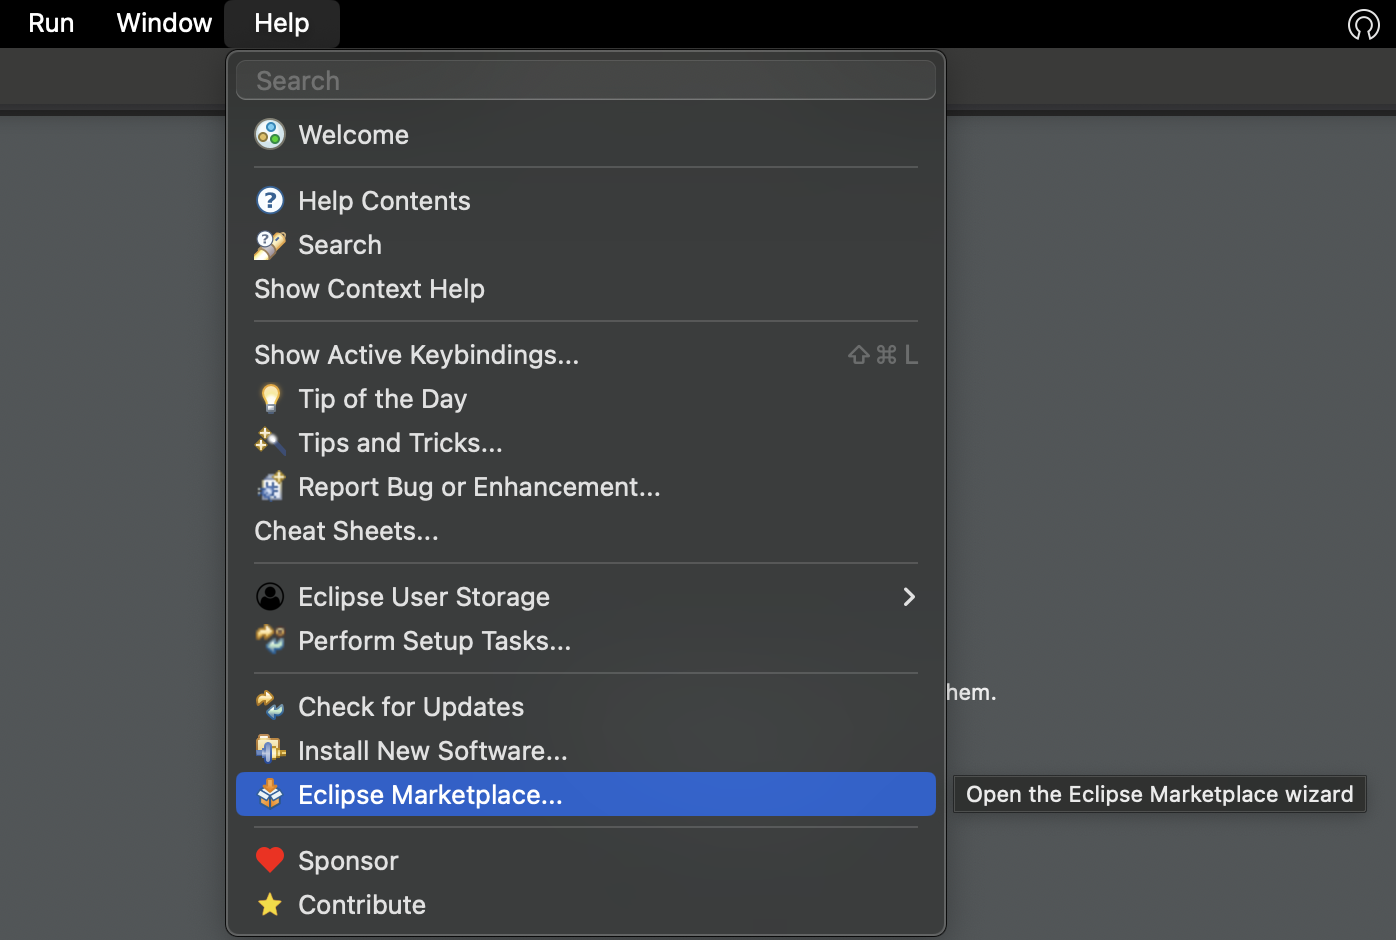 Run Window Help
Search
Welcome
Help Contents
Search
Show Context Help
Show Active Keybindings... ⇧⌘L
Tip of the Day
Tips and Tricks...
Report Bug or Enhancement...
Cheat Sheets...
Eclipse User Storage
Perform Setup Tasks...
hem.
Check for Updates
Install New Software...
Eclipse Marketplace... Open the Eclipse Marketplace wizard
Sponsor
Contribute